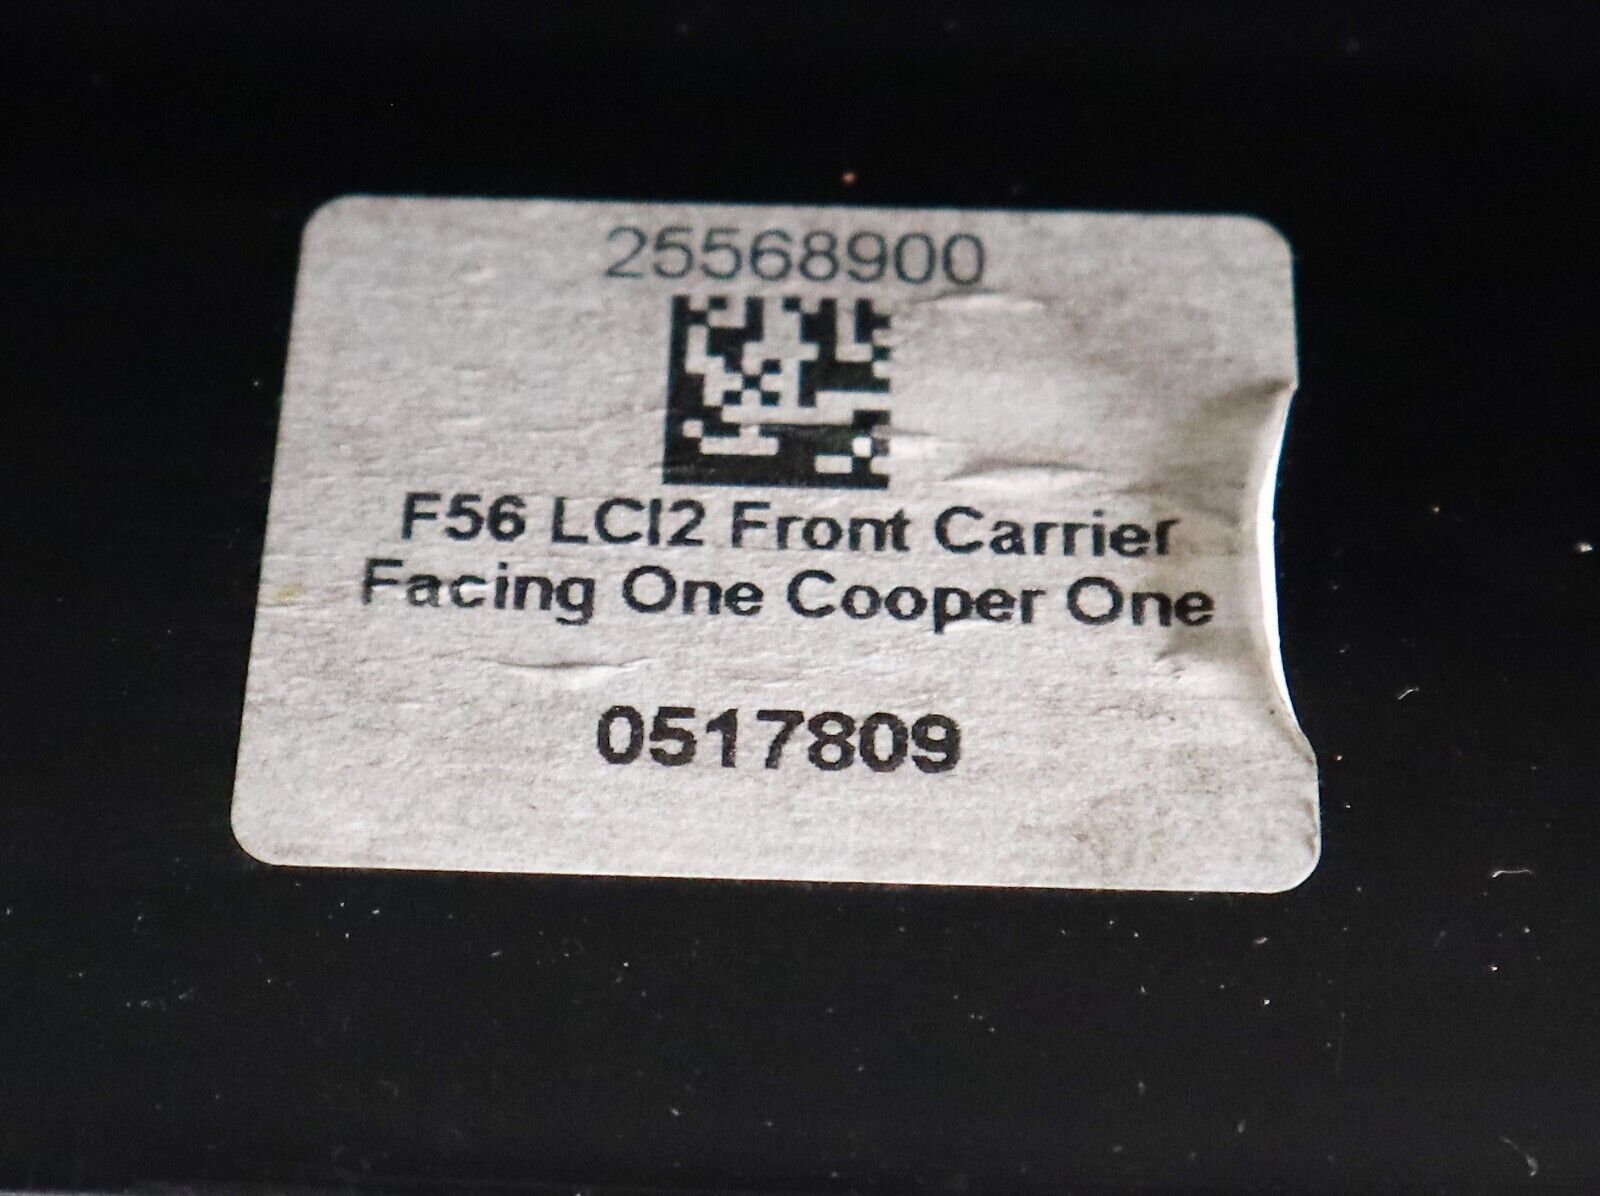 25568900
F56 LCI2 Front Carrier
Facing One Cooper One
0517809